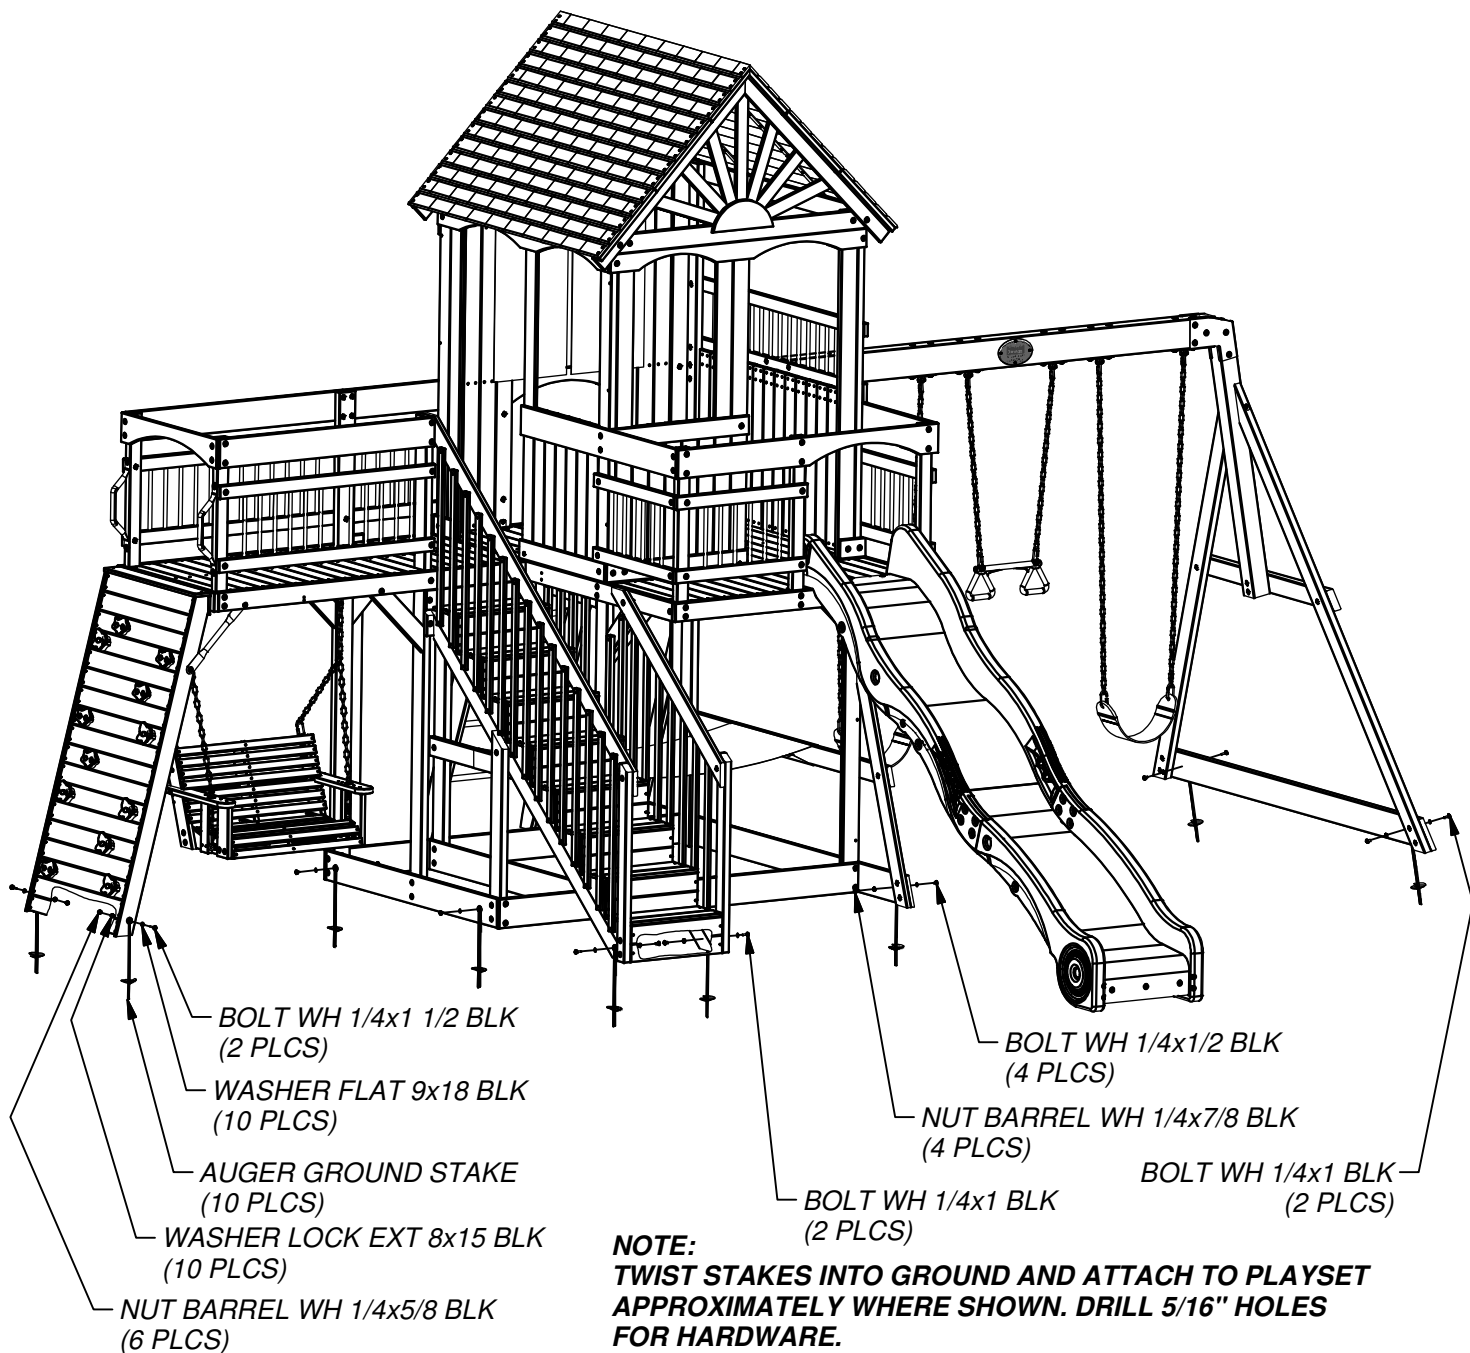 BOLT WH 1/4x1 1/2 BLK
(2 PLCS)
WASHER FLAT 9x18 BLK
(10 PLCS)
AUGER GROUND STAKE
(10 PLCS)
WASHER LOCK EXT 8x15 BLK
(10 PLCS)
NUT BARREL WH 1/4x5/8 BLK
(6 PLCS)
BOLT WH 1/4x1/2 BLK
(4 PLCS)
NUT BARREL WH 1/4x7/8 BLK
(4 PLCS)
BOLT WH 1/4x1 BLK
(2 PLCS)
BOLT WH 1/4x1 BLK
(2 PLCS)
NOTE:
TWIST STAKES INTO GROUND AND ATTACH TO PLAYSET
APPROXIMATELY WHERE SHOWN. DRILL 5/16" HOLES
FOR HARDWARE.